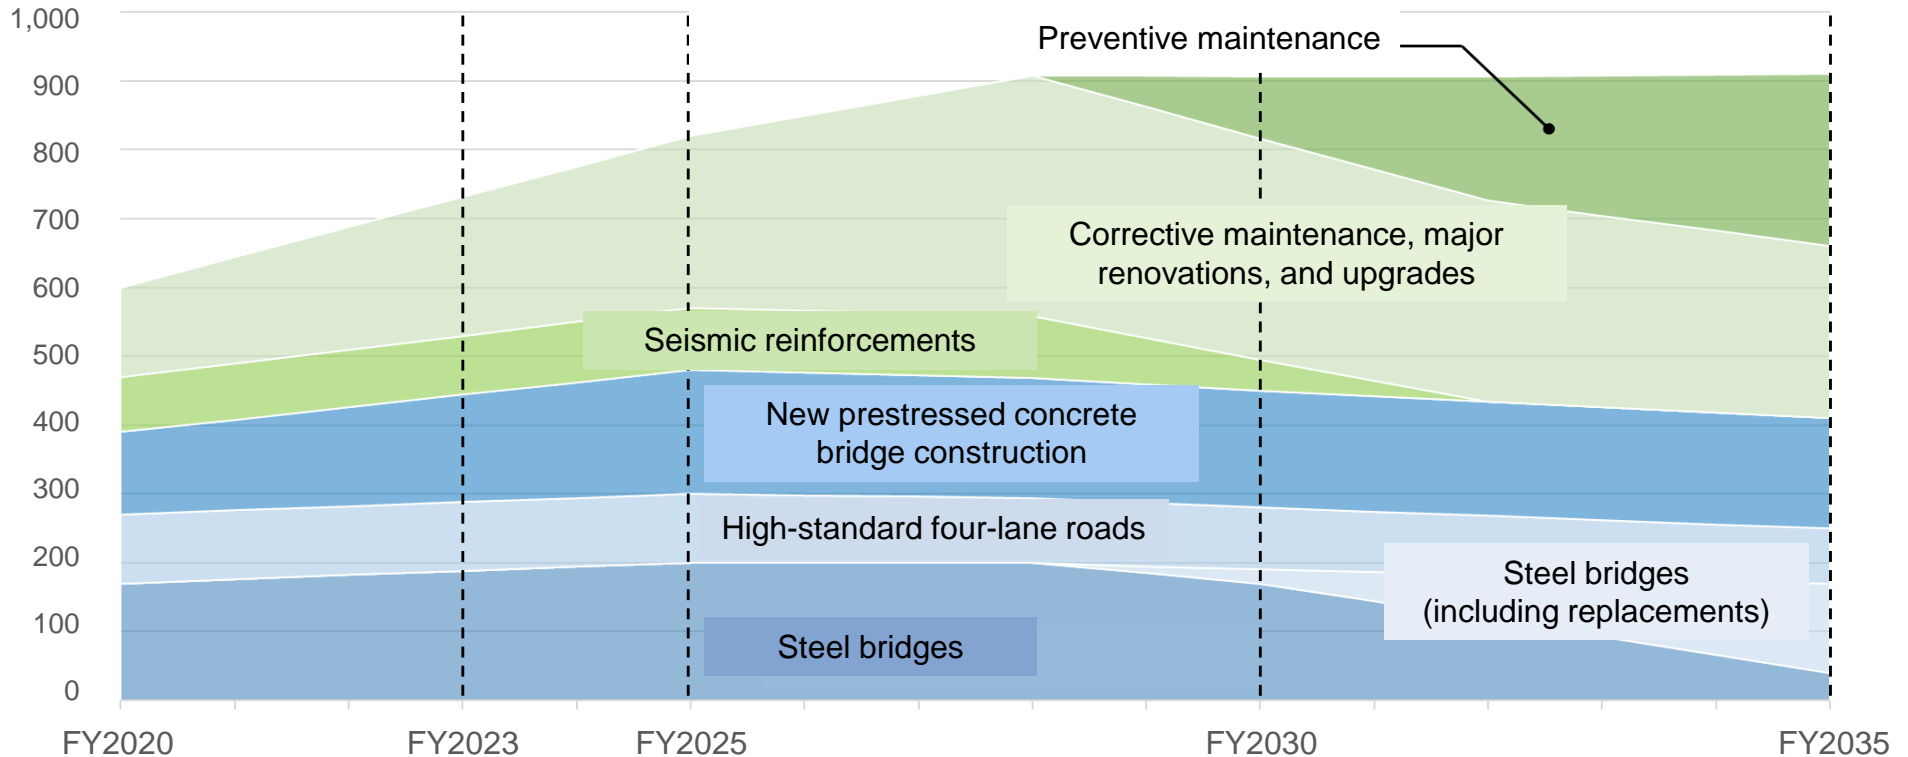 1,000
900
800
700
600
500
400
300
200
100
0
Preventive maintenance
Corrective maintenance, major
renovations, and upgrades
Seismic reinforcements
New prestressed concrete
bridge construction
High-standard four-lane roads
Steel bridges
(including replacements)
Steel bridges
FY2020
FY2023
FY2025
FY2030
FY2035